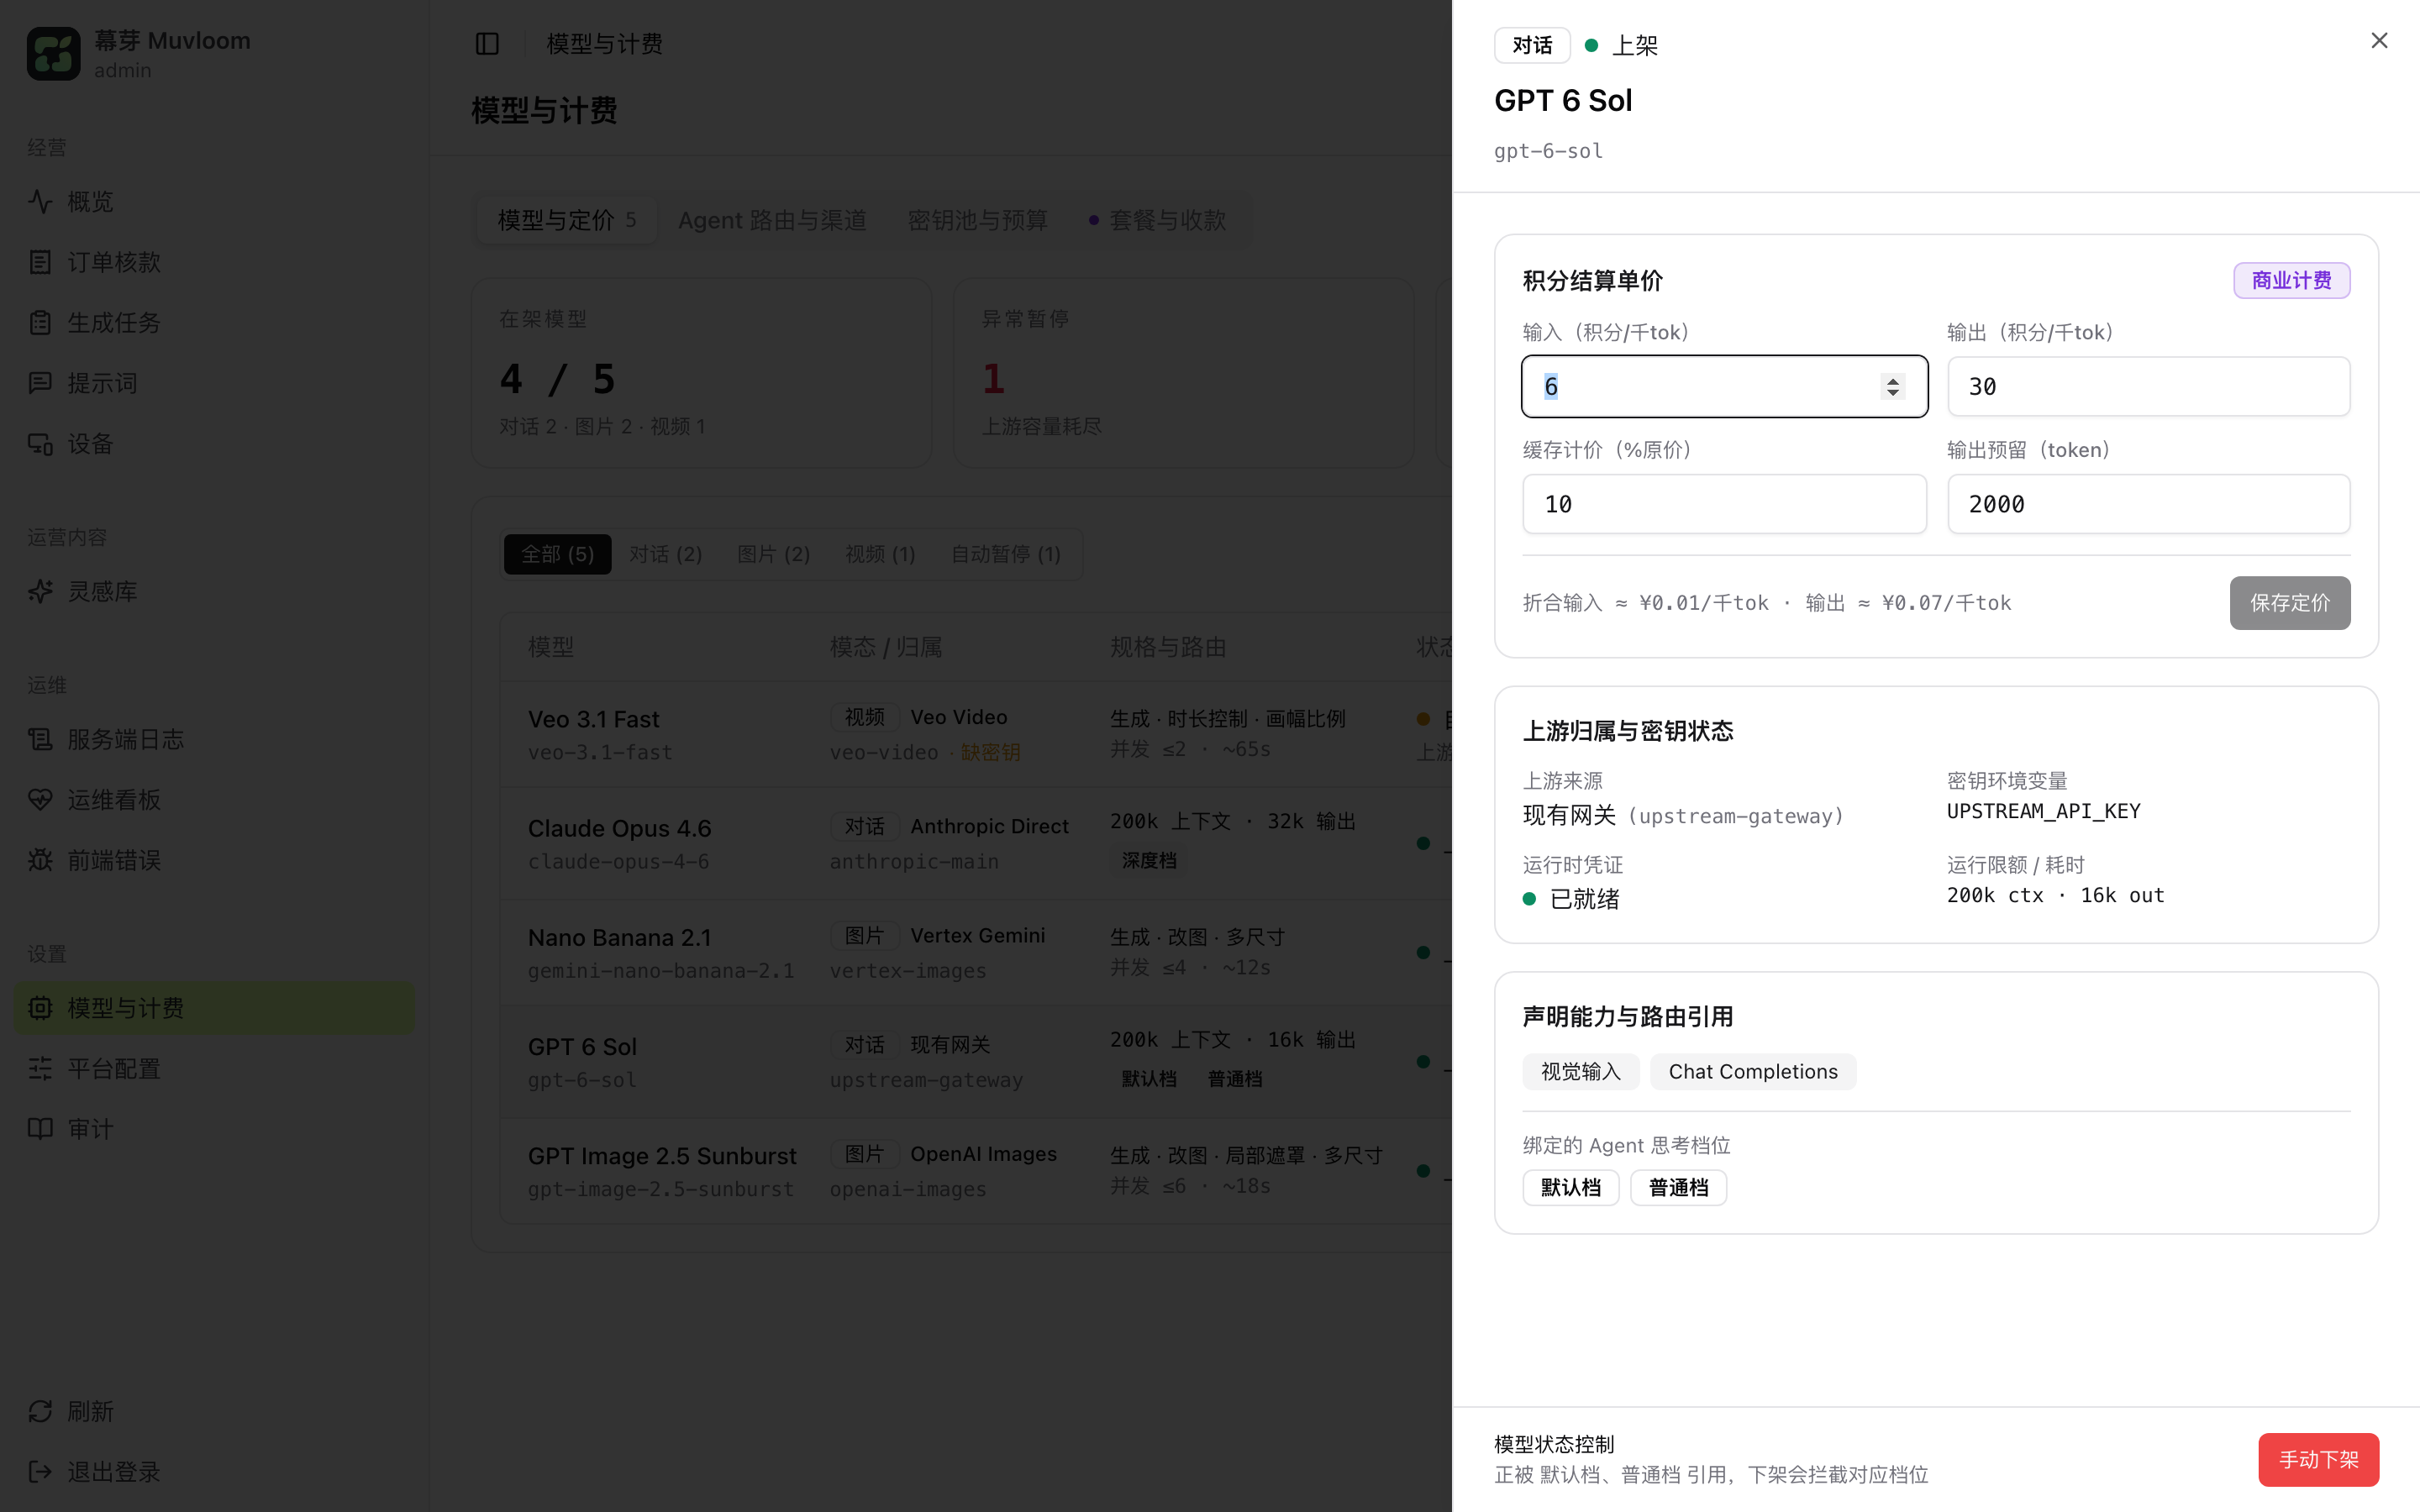 幕芽 Muvloom
admin
经营
概览
订单核款
生成任务
提示词
设备
运营内容
灵感库
运维
服务端日志
运维看板
前端错误
设置
模型与计费
平台配置
审计
刷新
退出登录
模型与计费
模型与计费
模型与定价 5 Agent 路由与渠道 密钥池与预算 套餐与收款
在架模型
4 / 5
对话 2 · 图片 2 · 视频 1
异常暂停
1
上游容量耗尽
全部 (5) 对话 (2) 图片 (2) 视频 (1) 自动暂停 (1)
模型 模态 / 归属 规格与路由 状态
Veo 3.1 Fast 视频 Veo Video 生成 · 时长控制 · 画幅比例
veo-3.1-fast veo-video · 缺密钥 并发 ≤2 · ~65s 上游
Claude Opus 4.6 对话 Anthropic Direct 200k 上下文 · 32k 输出
claude-opus-4-6 anthropic-main 深度档
Nano Banana 2.1 图片 Vertex Gemini 生成 · 改图 · 多尺寸
gemini-nano-banana-2.1 vertex-images 并发 ≤4 · ~12s
GPT 6 Sol 对话 现有网关 200k 上下文 · 16k 输出
gpt-6-sol upstream-gateway 默认档 普通档
GPT Image 2.5 Sunburst 图片 OpenAI Images 生成 · 改图 · 局部遮罩 · 多尺寸
gpt-image-2.5-sunburst openai-images 并发 ≤6 · ~18s
对话 上架
GPT 6 Sol
gpt-6-sol
积分结算单价 商业计费
输入（积分/千tok） 输出（积分/千tok）
6 30
缓存计价（%原价） 输出预留（token）
10 2000
折合输入 ≈ ¥0.01/千tok · 输出 ≈ ¥0.07/千tok 保存定价
上游归属与密钥状态
上游来源 密钥环境变量
现有网关 (upstream-gateway) UPSTREAM_API_KEY
运行时凭证 运行限额 / 耗时
已就绪 200k ctx · 16k out
声明能力与路由引用
视觉输入 Chat Completions
绑定的 Agent 思考档位
默认档 普通档
模型状态控制
正被 默认档、普通档 引用，下架会拦截对应档位
手动下架